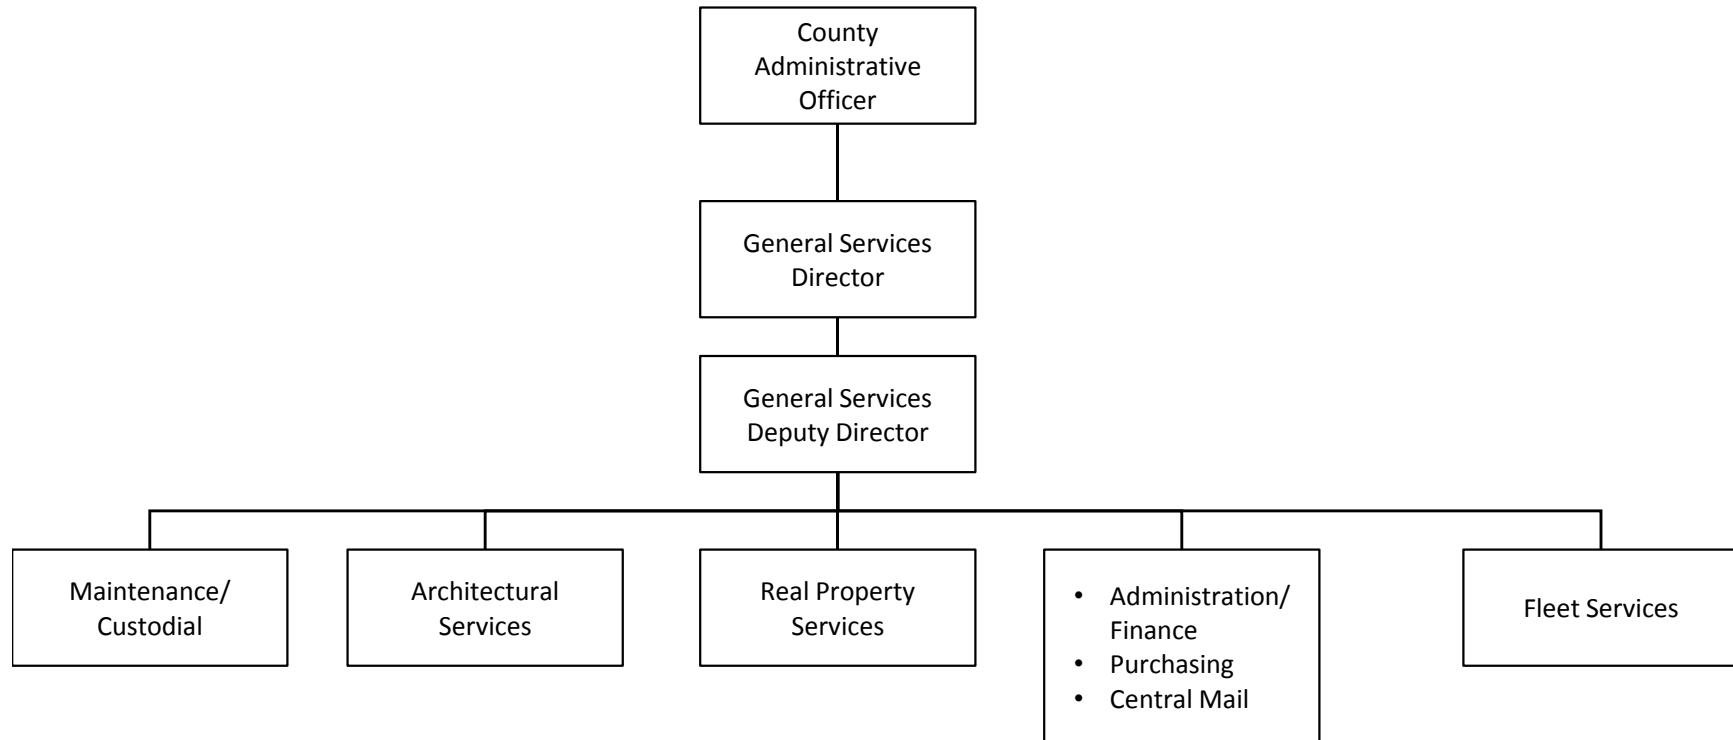 County
Administrative
Officer
General Services
Director
General Services
Deputy Director
Maintenance/
Custodial
Architectural
Services
Real Property
Services
• Administration/
Finance
• Purchasing
• Central Mail
Fleet Services